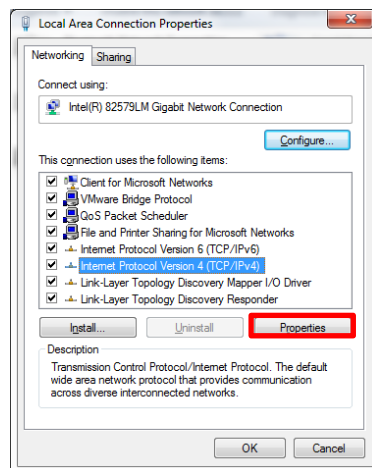 Local Area Connection Properties
Networking Sharing
Connect using:
Intel(R) 82579LM Gigabit Network Connection
Configure...
This connection uses the following items:
Client for Microsoft Networks
VMware Bridge Protocol
QoS Packet Scheduler
File and Printer Sharing for Microsoft Networks
Internet Protocol Version 6 (TCP/IPv6)
Internet Protocol Version 4 (TCP/IPv4)
Link-Layer Topology Discovery Mapper I/O Driver
Link-Layer Topology Discovery Responder
Install... Uninstall Properties
Description
Transmission Control Protocol/Internet Protocol. The default
wide area network protocol that provides communication
across diverse interconnected networks.
OK Cancel